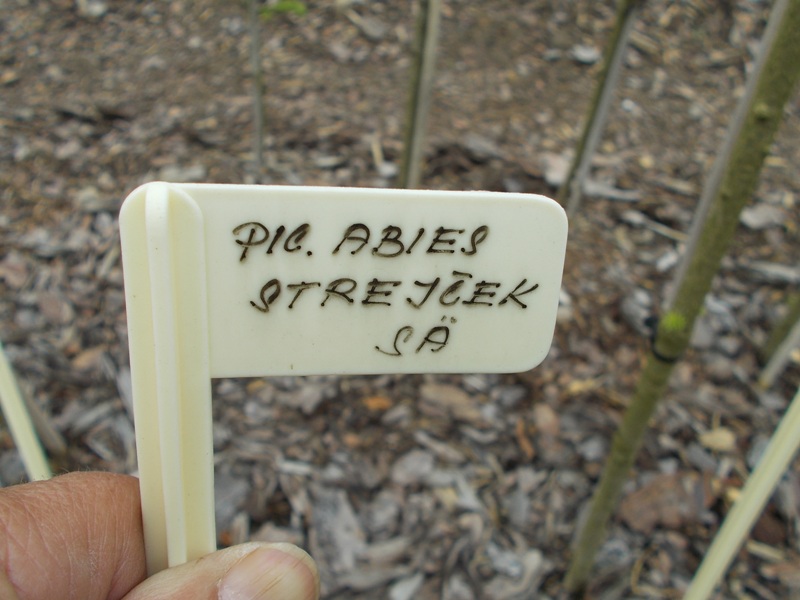 PIC. ABIES
STREJČEK
SÄ